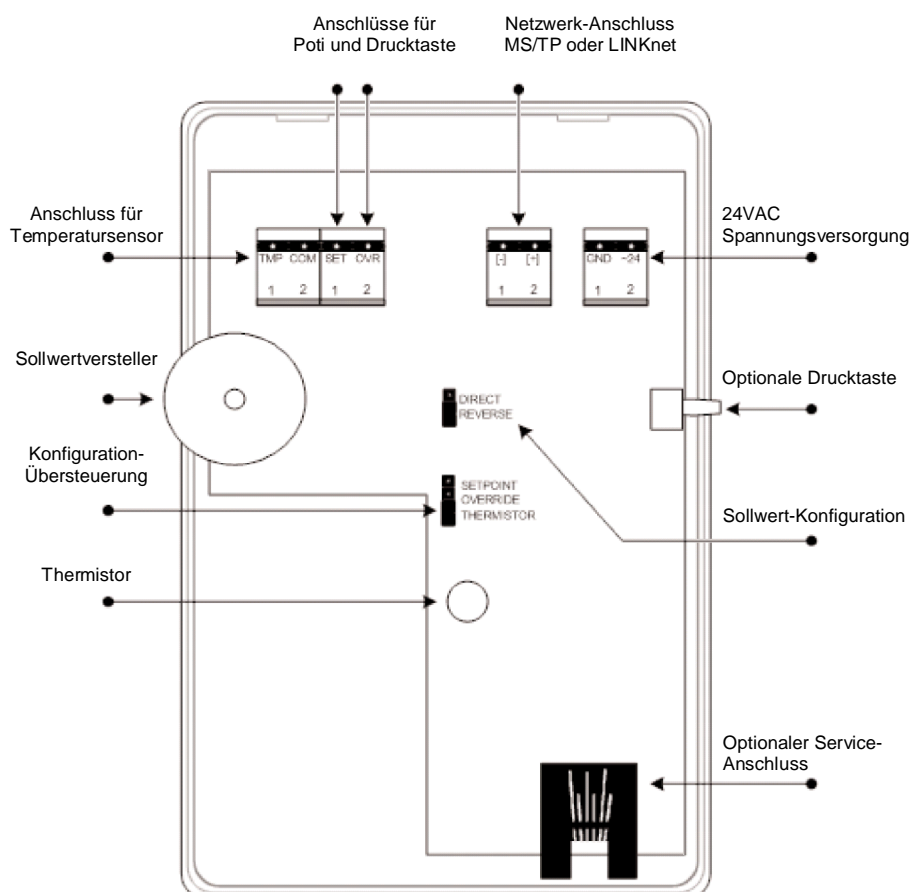 Anschlüsse für
Poti und Drucktaste
Netzwerk-Anschluss
MS/TP oder LINKnet
Anschluss für
Temperatursensor
24VAC
Spannungsversorgung
TMP COM SET OVR
1 2 1 2
[-] [+]
1 2
GND ~24
1 2
Sollwertversteller
Optionale Drucktaste
DIRECT
REVERSE
Konfiguration-
Übersteuerung
SETPOINT
OVERRIDE
THERMISTOR
Sollwert-Konfiguration
Thermistor
Optionaler Service-
Anschluss